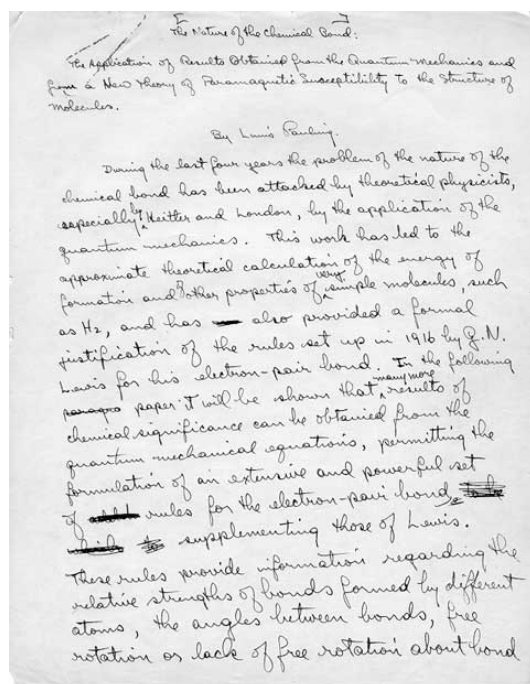 [The Nature of the Chemical Bond:]
The Application of Results Obtained from the Quantum Mechanics and
from a New Theory of Paramagnetic Susceptibility to the Structure of
Molecules.
By Linus Pauling.
During the last four years the problem of the nature of the
chemical bond has been attacked by theoretical physicists,
especially by Heitler and London, by the application of the
quantum mechanics. This work has led to the
approximate theoretical calculation of the energy of
formation and of other properties of very simple molecules, such
as H2, and has also provided a formal
justification of the rules set up in 1916 by G.N.
Lewis for his electron-pair bond. In the following
paper it will be shown that many more results of
chemical significance can be obtained from the
quantum mechanical equations, permitting the
formulation of an extensive and powerful set
of rules for the electron-pair bond
supplementing those of Lewis.
These rules provide information regarding the
relative strengths of bonds formed by different
atoms, the angles between bonds, free
rotation or lack of free rotation about bond